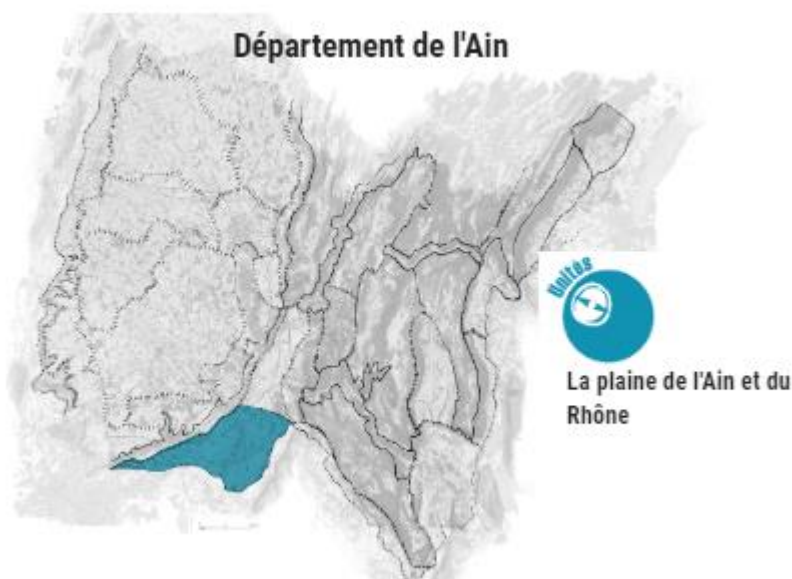 Département de l'Ain
Unités
La plaine de l'Ain et du
Rhône